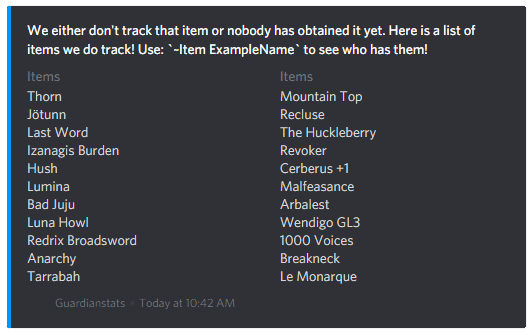 We either don't track that item or nobody has obtained it yet. Here is a list of
items we do track! Use: `~Item ExampleName` to see who has them!
Items
Thorn
Jötunn
Last Word
Izanagis Burden
Hush
Lumina
Bad Juju
Luna Howl
Redrix Broadsword
Anarchy
Tarrabah
Items
Mountain Top
Recluse
The Huckleberry
Revoker
Cerberus +1
Malfeasance
Arbalest
Wendigo GL3
1000 Voices
Breakneck
Le Monarque
Guardianstats • Today at 10:42 AM